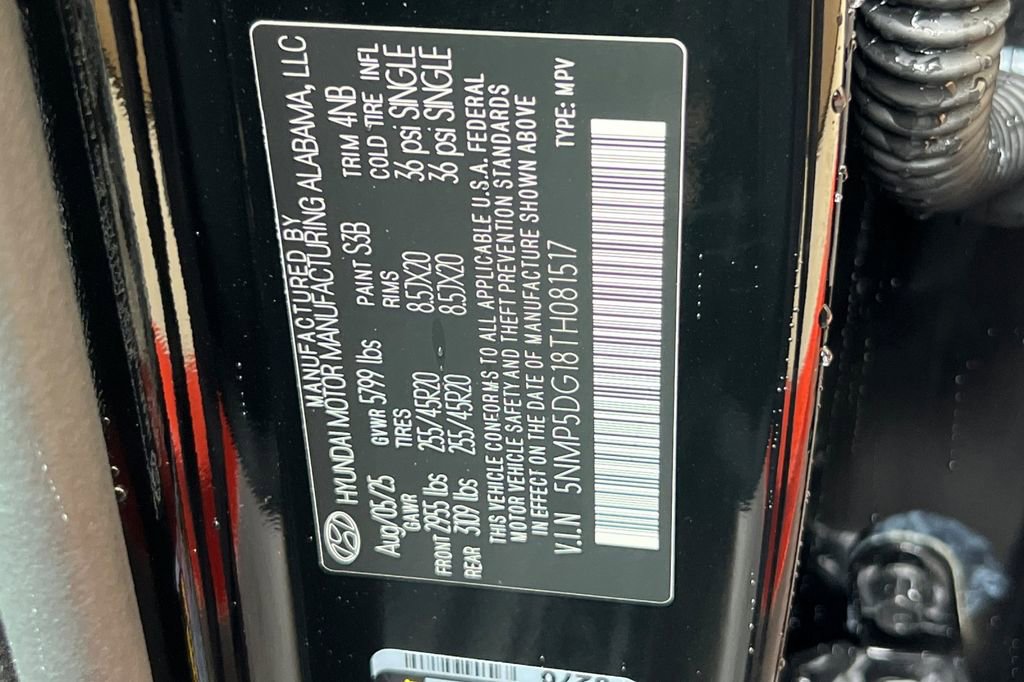 MANUFACTURED BY
HYUNDAI MOTOR MANUFACTURING ALABAMA, LLC
Aug/05/25 GVWR 5799 lbs PAINT S3B TRIM 4NB
GAWR TIRES RIMS COLD TIRE INFL
FRONT 2955 lbs 255/45R20 8.5JX20 36 psi SINGLE
REAR 3109 lbs 255/45R20 8.5JX20 36 psi SINGLE
THIS VEHICLE CONFORMS TO ALL APPLICABLE U.S.A. FEDERAL
MOTOR VEHICLE SAFETY AND THEFT PREVENTION STANDARDS
IN EFFECT ON THE DATE OF MANUFACTURE SHOWN ABOVE
V.I.N 5NMP5DG18TH081517 TYPE: MPV